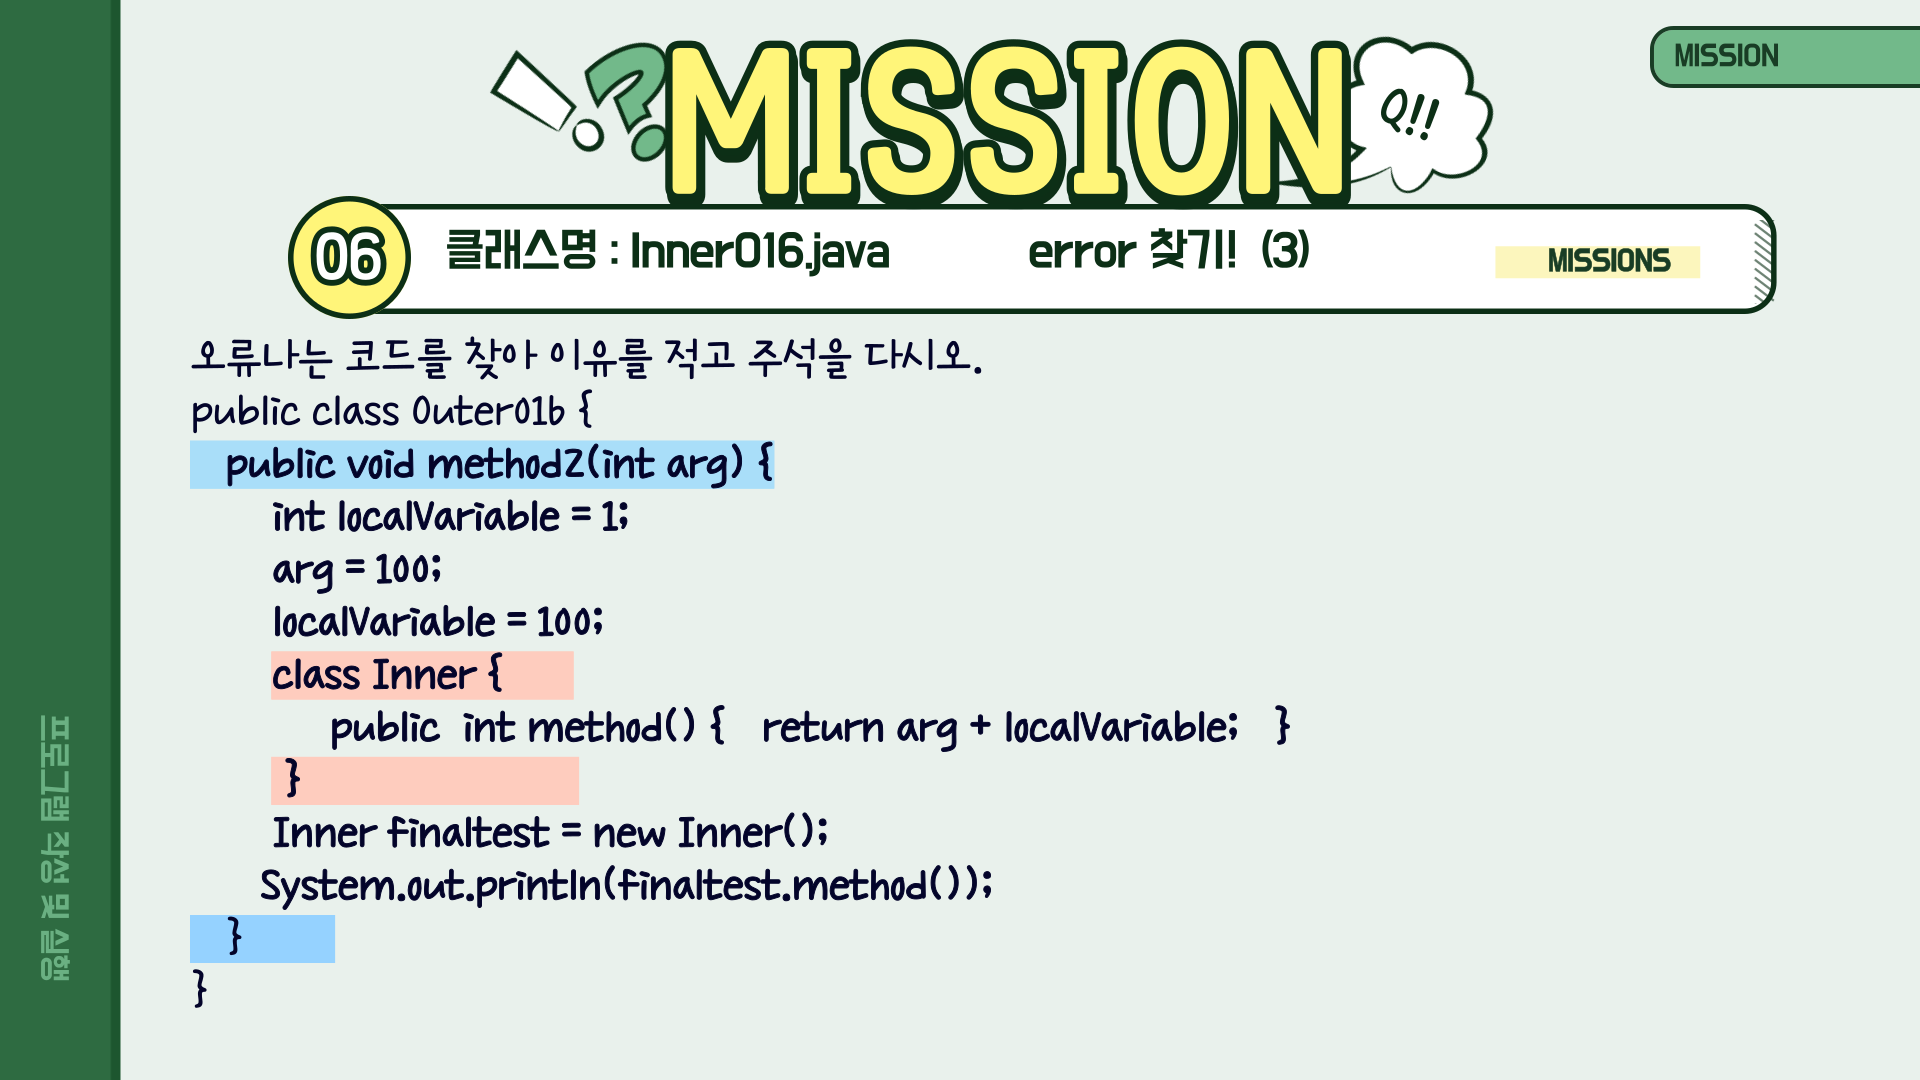 !?MISSION Q!!
MISSION
06
클래스명 : Inner016.java error 찾기! (3)
MISSIONS
오류나는 코드를 찾아 이유를 적고 주석을 다시오.
public class Outer01b {
public void method2(int arg) {
int localVariable = 1;
arg = 100;
localVariable = 100;
class Inner {
public int method() { return arg + localVariable; }
}
Inner finaltest = new Inner();
System.out.println(finaltest.method());
}
}
프로그램 작성 및 실행